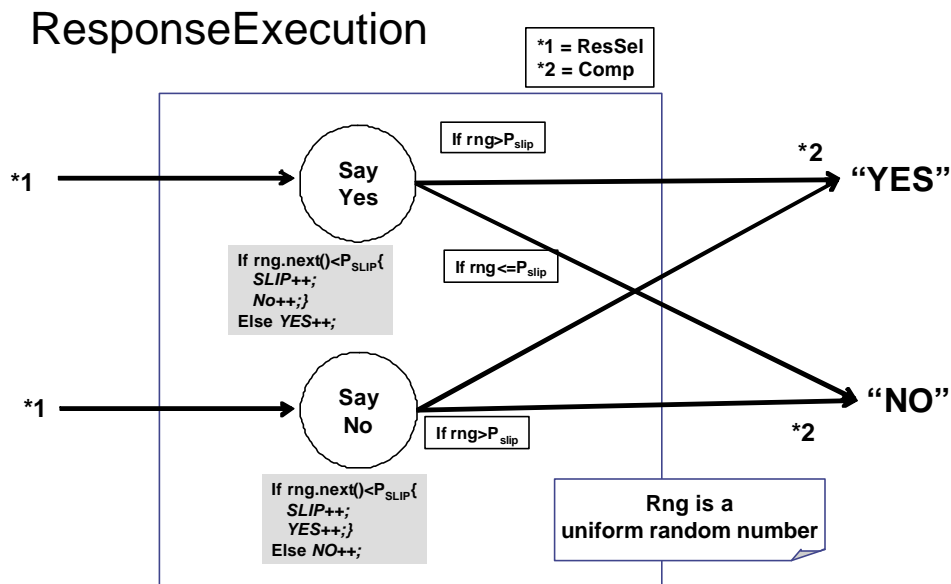 ResponseExecution
*1 = ResSel
*2 = Comp
If rng>Pslip
*2
*1
Say
Yes
“YES”
If rng.next()<PSLIP{
SLIP++;
No++;}
Else YES++;
If rng<=Pslip
*1
Say
No
“NO”
If rng>Pslip
*2
If rng.next()<PSLIP{
SLIP++;
YES++;}
Else NO++;
Rng is a
uniform random number